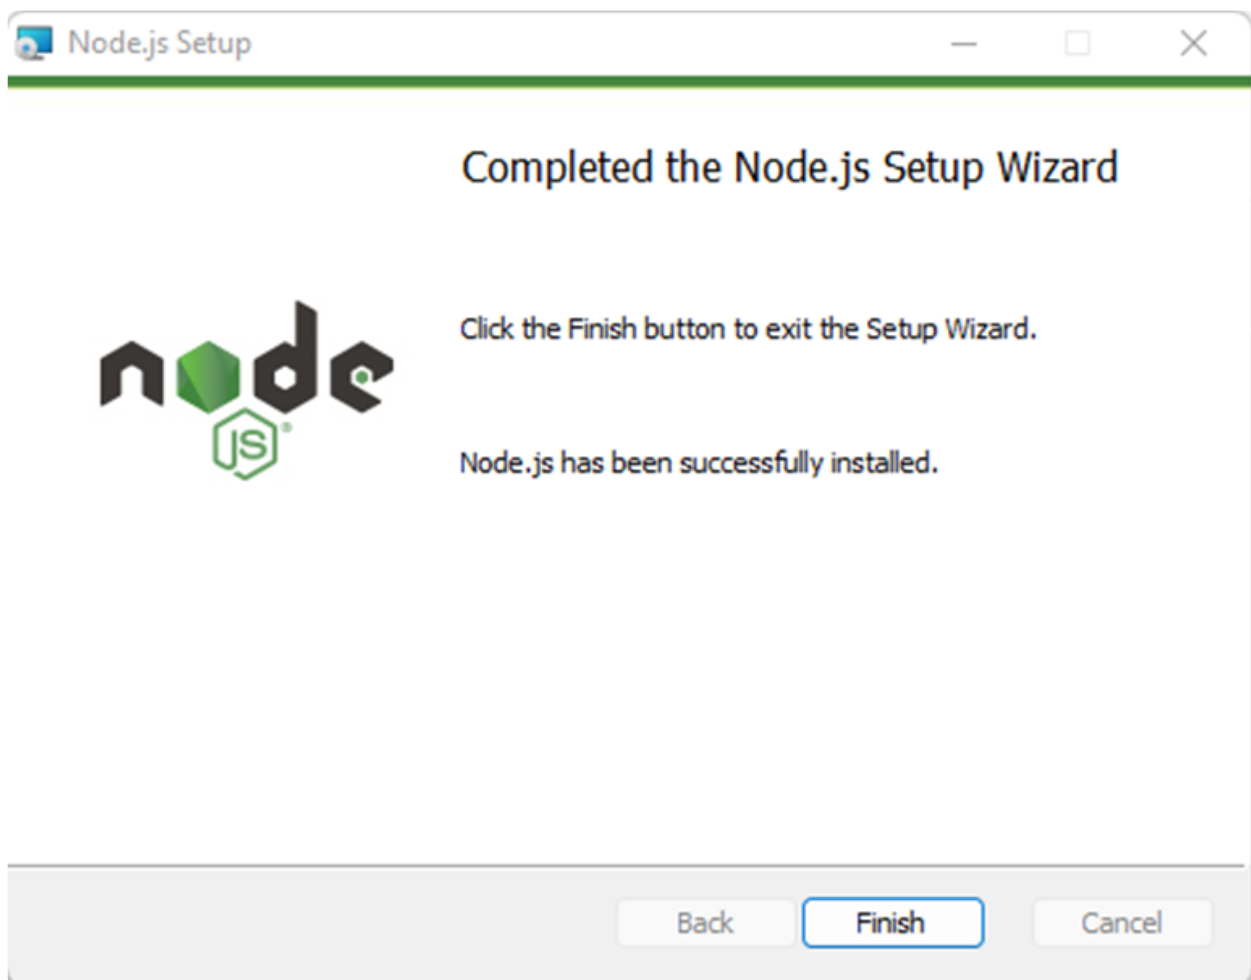 Node.js Setup
Completed the Node.js Setup Wizard
Click the Finish button to exit the Setup Wizard.
node
JS®
Node.js has been successfully installed.
Back Finish Cancel